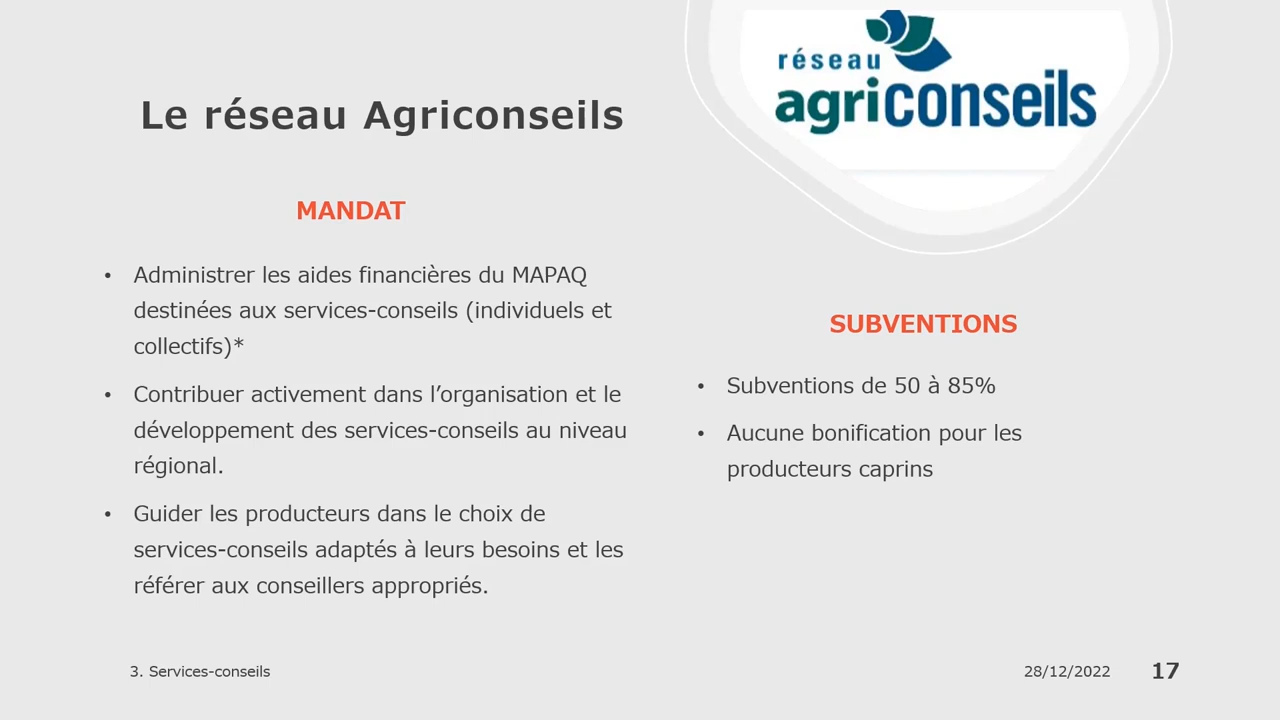 réseau
agriconseils
Le réseau Agriconseils
MANDAT
• Administrer les aides financières du MAPAQ
destinées aux services-conseils (individuels et
collectifs)*
• Contribuer activement dans l’organisation et le
développement des services-conseils au niveau
régional.
• Guider les producteurs dans le choix de
services-conseils adaptés à leurs besoins et les
référer aux conseillers appropriés.
SUBVENTIONS
• Subventions de 50 à 85%
• Aucune bonification pour les
producteurs caprins
3. Services-conseils
28/12/2022
17